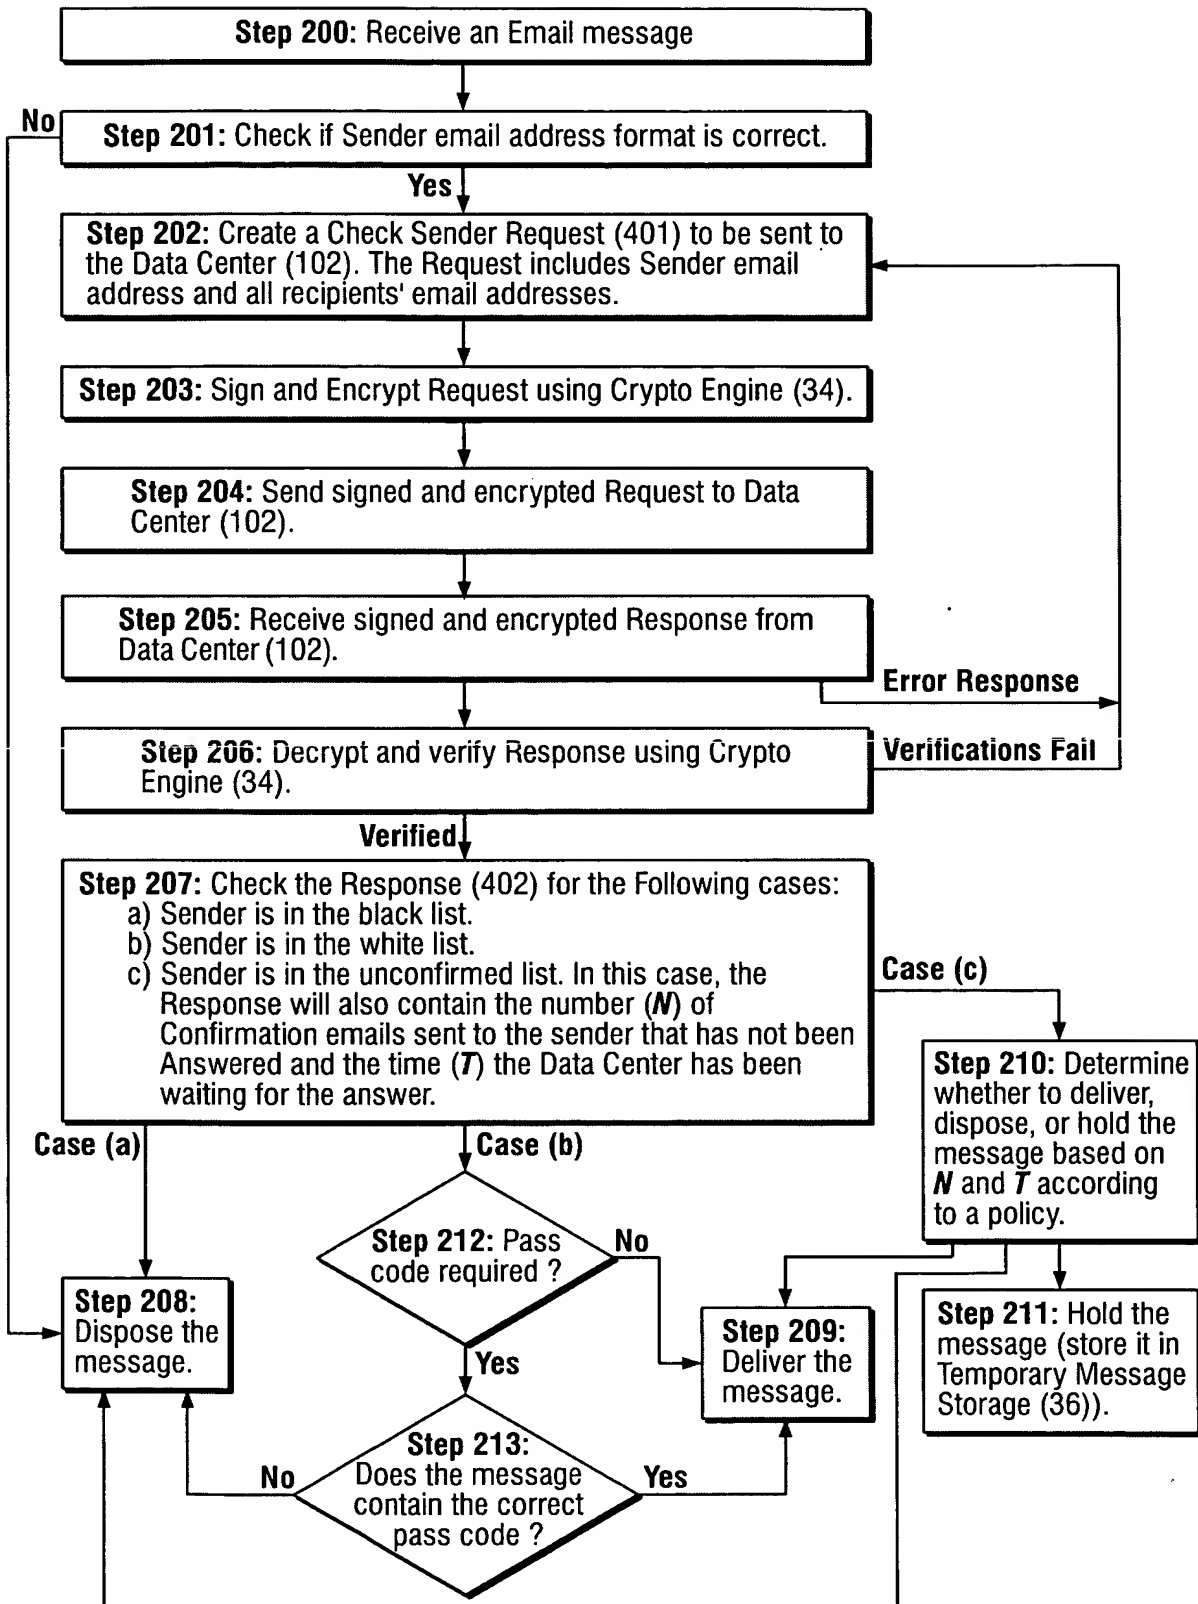 Step 200: Receive an Email message
No
Step 201: Check if Sender email address format is correct.
Yes
Step 202: Create a Check Sender Request (401) to be sent to
the Data Center (102). The Request includes Sender email
address and all recipients' email addresses.
Step 203: Sign and Encrypt Request using Crypto Engine (34).
Step 204: Send signed and encrypted Request to Data
Center (102).
Step 205: Receive signed and encrypted Response from
Data Center (102).
Error Response
Step 206: Decrypt and verify Response using Crypto
Engine (34).
Verifications Fail
Verified
Step 207: Check the Response (402) for the Following cases:
a) Sender is in the black list.
b) Sender is in the white list.
c) Sender is in the unconfirmed list. In this case, the
Response will also contain the number (N) of
Confirmation emails sent to the sender that has not been
Answered and the time (T) the Data Center has been
waiting for the answer.
Case (c)
Case (a)
Case (b)
Step 210: Determine
whether to deliver,
dispose, or hold the
message based on
N and T according
to a policy.
Step 212: Pass
code required ?
No
Yes
Step 208:
Dispose the
message.
Step 209:
Deliver the
message.
Step 211: Hold the
message (store it in
Temporary Message
Storage (36)).
Step 213:
Does the message
contain the correct
pass code ?
No
Yes